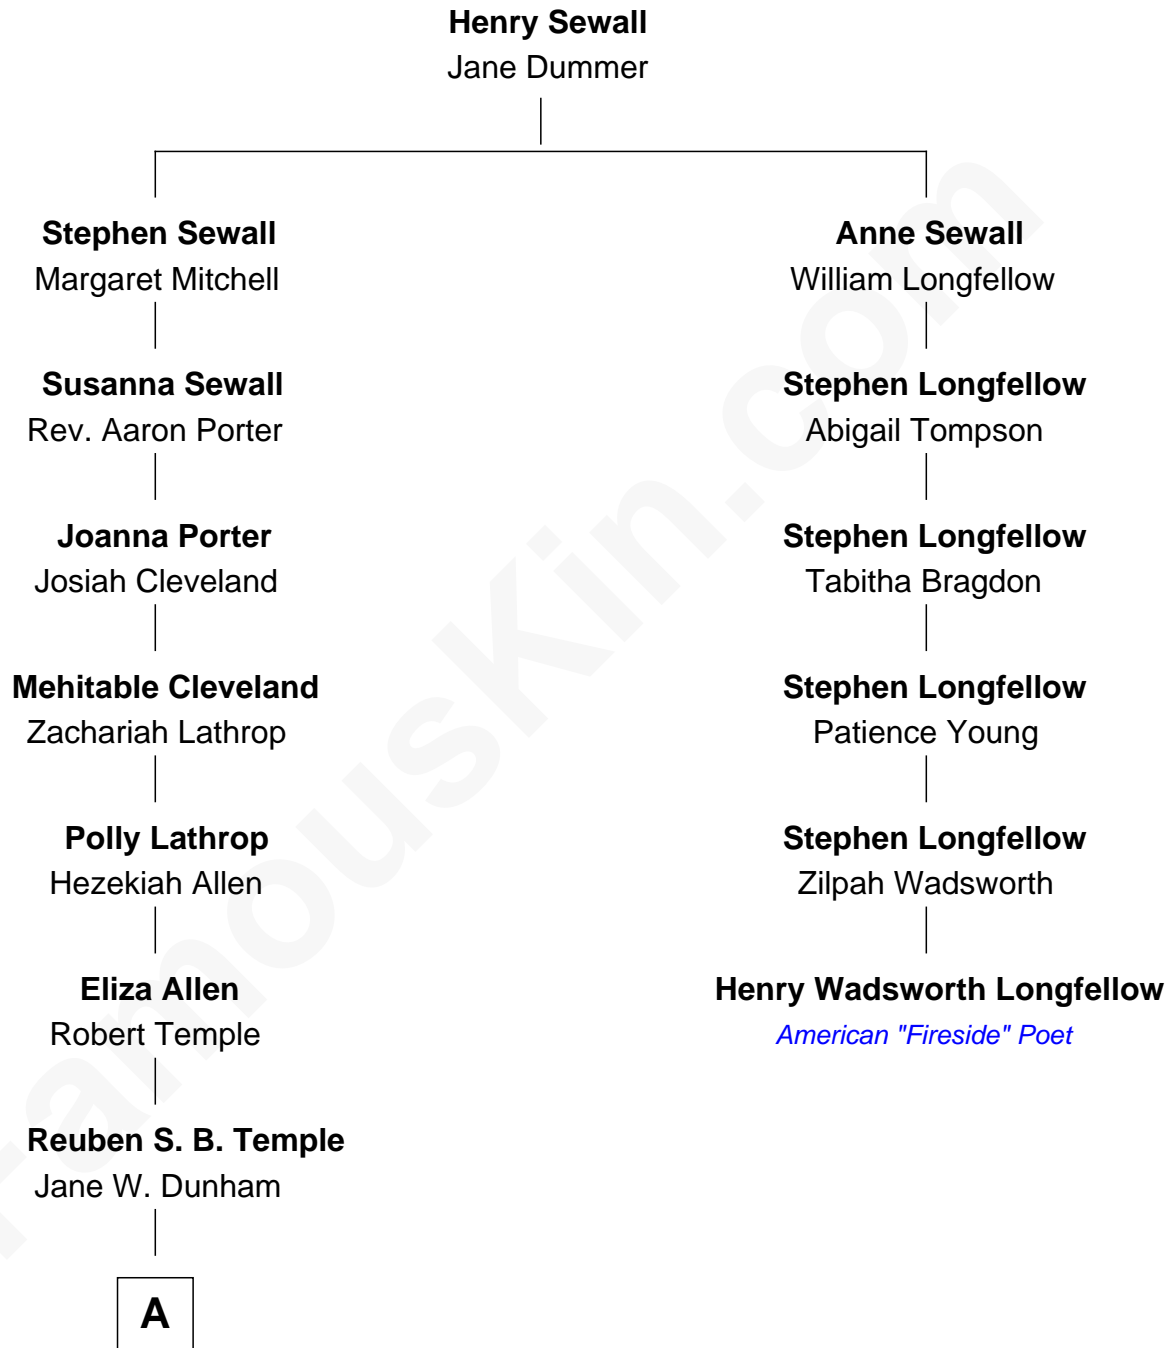 Henry Sewall
Jane Dummer
Stephen Sewall
Margaret Mitchell
Susanna Sewall
Rev. Aaron Porter
Joanna Porter
Josiah Cleveland
Mehitable Cleveland
Zachariah Lathrop
Polly Lathrop
Hezekiah Allen
Eliza Allen
Robert Temple
Reuben S. B. Temple
Jane W. Dunham
A
Anne Sewall
William Longfellow
Stephen Longfellow
Abigail Tompson
Stephen Longfellow
Tabitha Bragdon
Stephen Longfellow
Patience Young
Stephen Longfellow
Zilpah Wadsworth
Henry Wadsworth Longfellow
American "Fireside" Poet
FamousKin.com